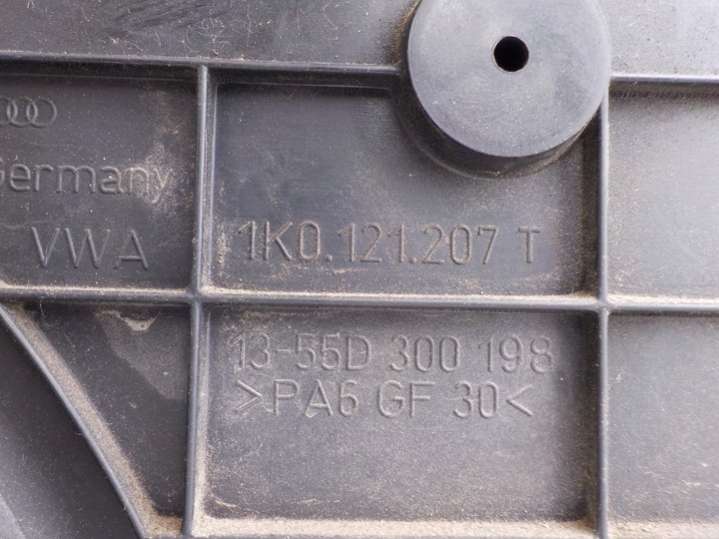 Germany
VWA
1K0.121.207 T
13-55D 300 198
>PA6 GF 30<